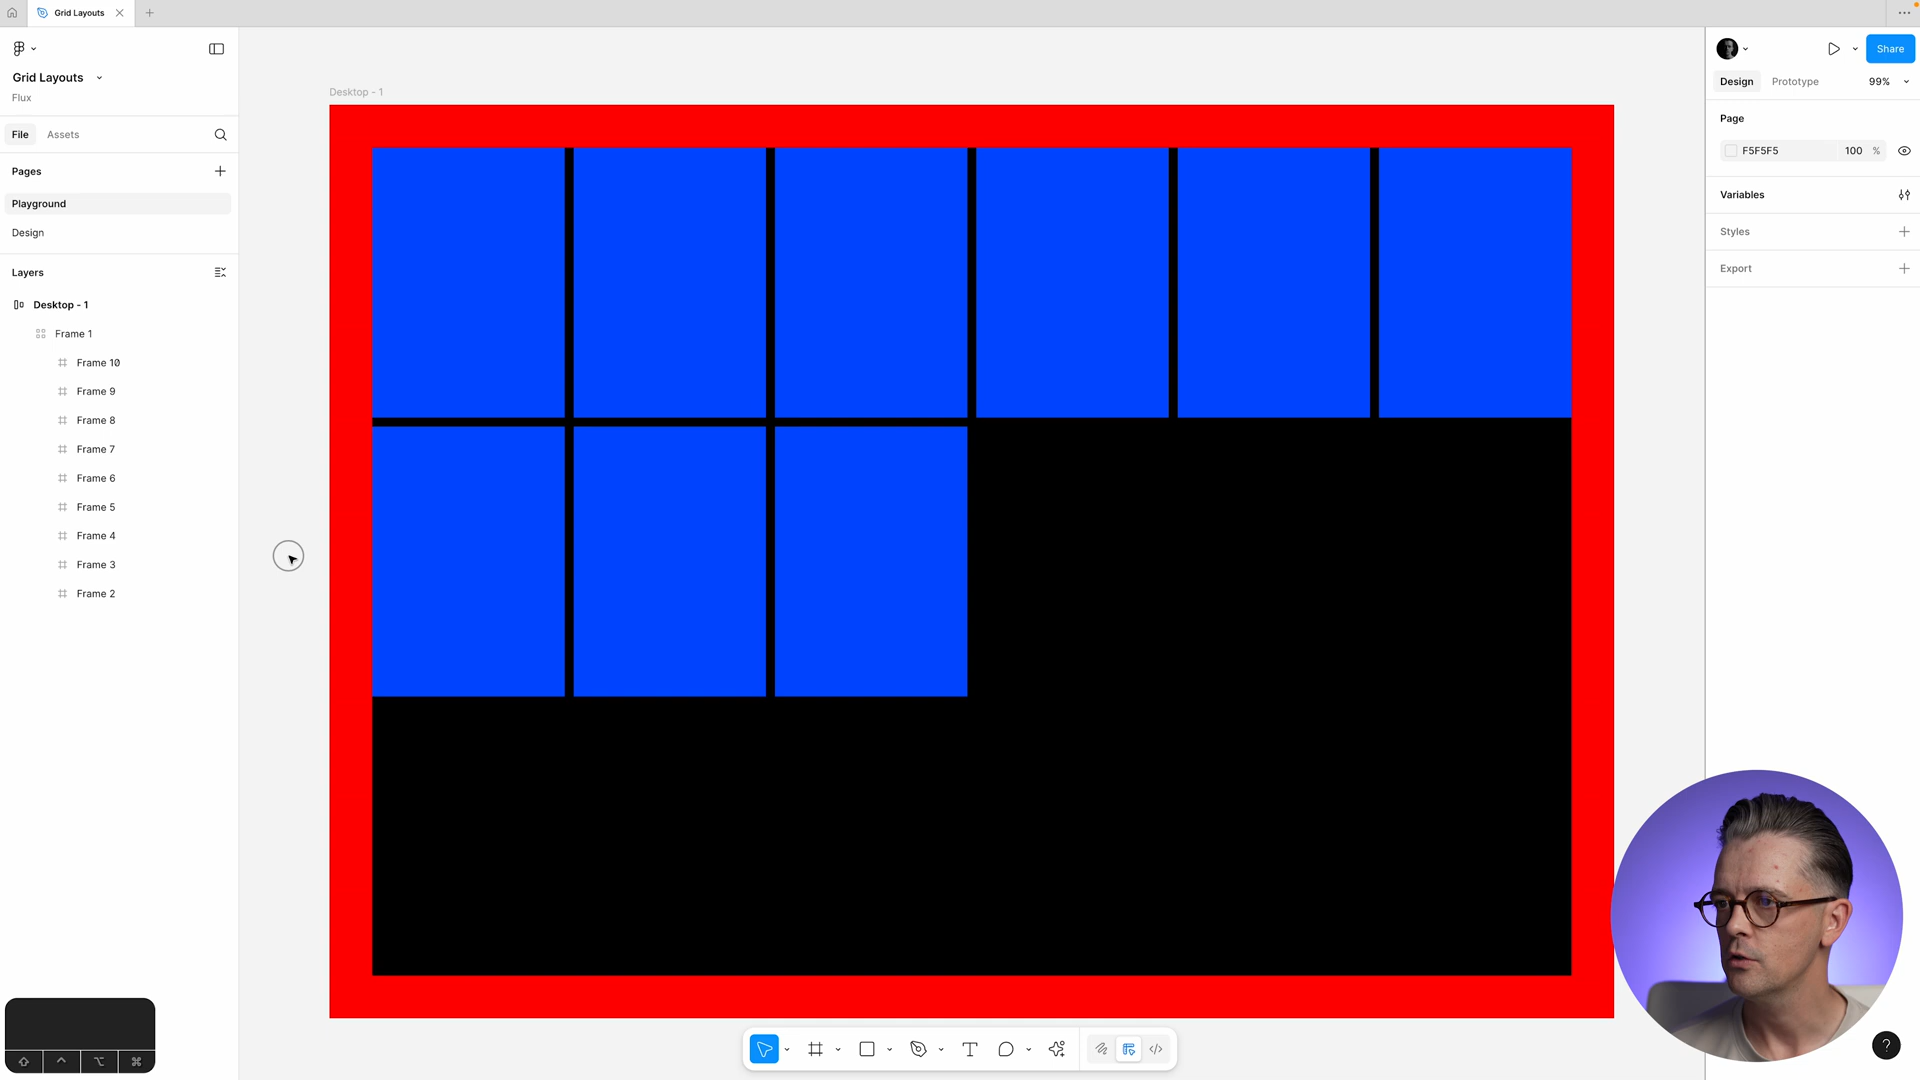 Grid Layouts
Grid Layouts
Flux
File
Assets
Pages
Playground
Design
Layers
Desktop - 1
Frame 1
Frame 10
Frame 9
Frame 8
Frame 7
Frame 6
Frame 5
Frame 4
Frame 3
Frame 2
Desktop - 1
Share
Design
Prototype
99%
Page
F5F5F5
100
%
Variables
Styles
Export
?